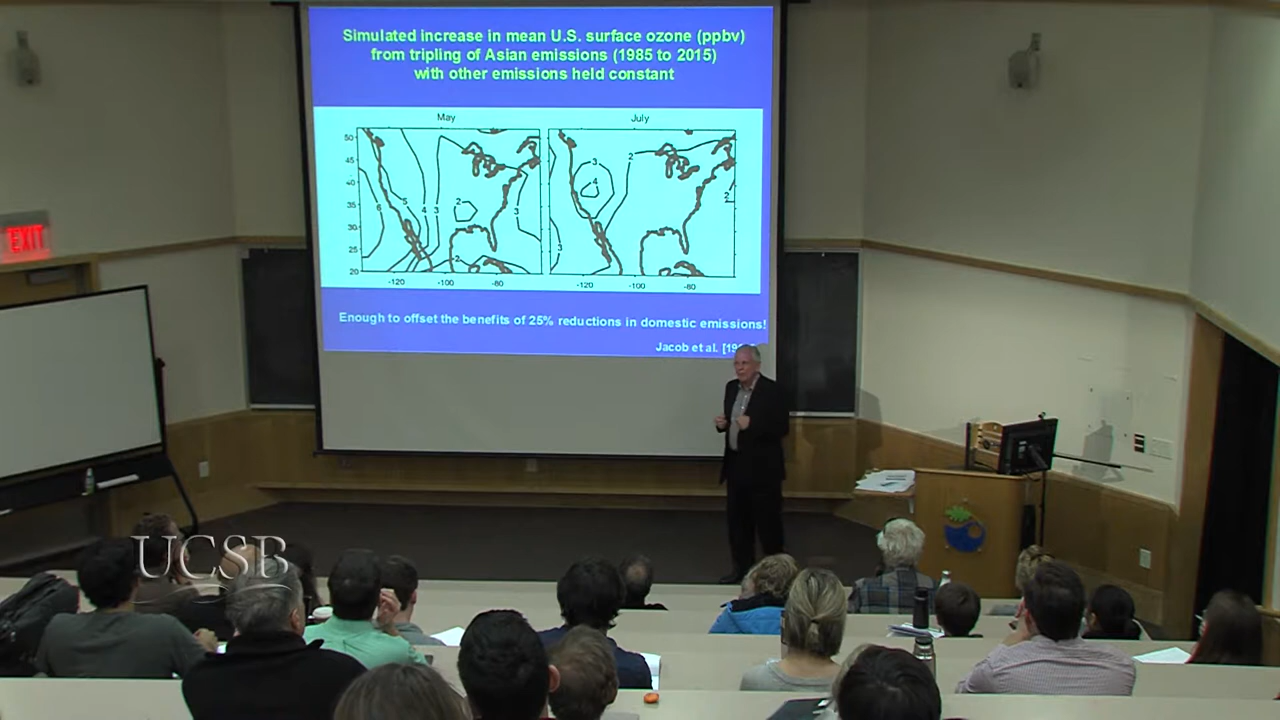 Simulated increase in mean U.S. surface ozone (ppbv)
from tripling of Asian emissions (1985 to 2015)
with other emissions held constant
May
July
50
45
40
35
30
25
20
6
5
4
3
2
3
2
3
4
2
2
3
-120
-100
-80
-120
-100
-80
Enough to offset the benefits of 25% reductions in domestic emissions!
Jacob et al.
EXIT
UCSB